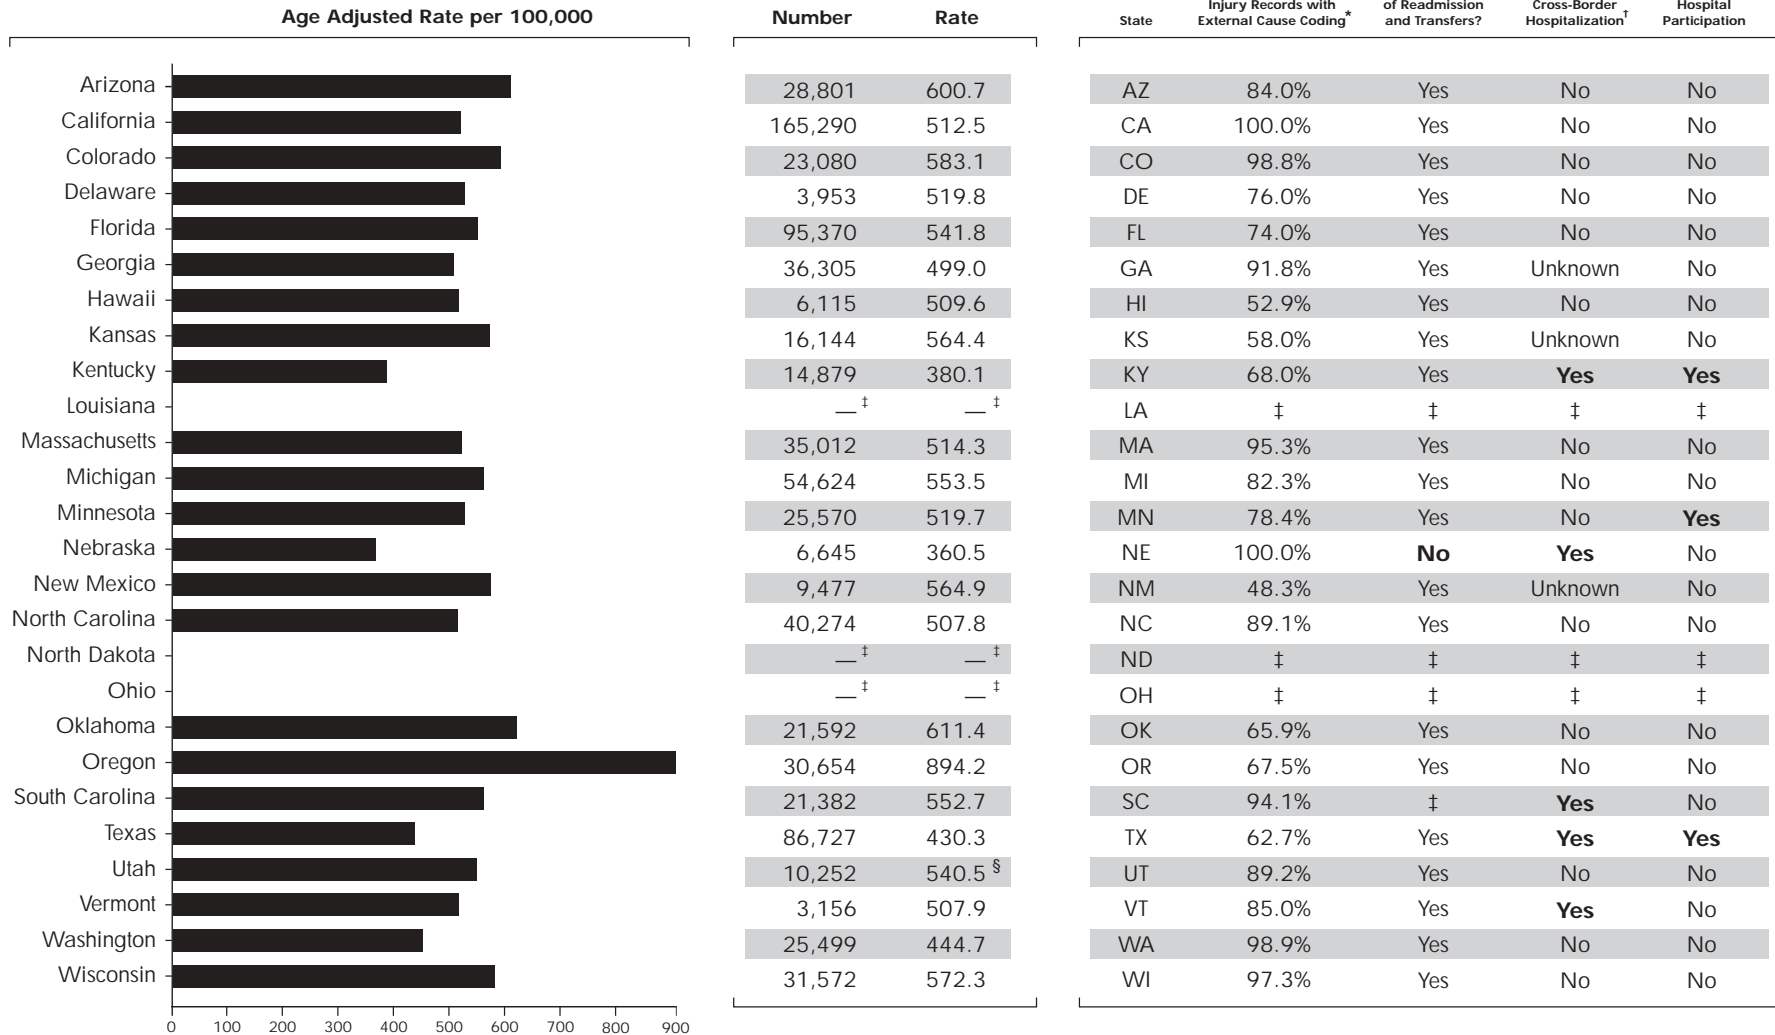 Age Adjusted Rate per 100,000 Number Rate State Injury Records with External Cause Coding* of Readmission and Transfers? Cross-Border Hospitalization† Hospital Participation
Arizona 28,801 600.7 AZ 84.0% Yes No No
California 165,290 512.5 CA 100.0% Yes No No
Colorado 23,080 583.1 CO 98.8% Yes No No
Delaware 3,953 519.8 DE 76.0% Yes No No
Florida 95,370 541.8 FL 74.0% Yes No No
Georgia 36,305 499.0 GA 91.8% Yes Unknown No
Hawaii 6,115 509.6 HI 52.9% Yes No No
Kansas 16,144 564.4 KS 58.0% Yes Unknown No
Kentucky 14,879 380.1 KY 68.0% Yes Yes Yes
Louisiana —‡ —‡ LA ‡ ‡ ‡ ‡
Massachusetts 35,012 514.3 MA 95.3% Yes No No
Michigan 54,624 553.5 MI 82.3% Yes No No
Minnesota 25,570 519.7 MN 78.4% Yes No Yes
Nebraska 6,645 360.5 NE 100.0% No Yes No
New Mexico 9,477 564.9 NM 48.3% Yes Unknown No
North Carolina 40,274 507.8 NC 89.1% Yes No No
North Dakota —‡ —‡ ND ‡ ‡ ‡ ‡
Ohio —‡ —‡ OH ‡ ‡ ‡ ‡
Oklahoma 21,592 611.4 OK 65.9% Yes No No
Oregon 30,654 894.2 OR 67.5% Yes No No
South Carolina 21,382 552.7 SC 94.1% ‡ Yes No
Texas 86,727 430.3 TX 62.7% Yes Yes Yes
Utah 10,252 540.5 § UT 89.2% Yes No No
Vermont 3,156 507.9 VT 85.0% Yes Yes No
Washington 25,499 444.7 WA 98.9% Yes No No
Wisconsin 31,572 572.3 WI 97.3% Yes No No
0 100 200 300 400 500 600 700 800 900